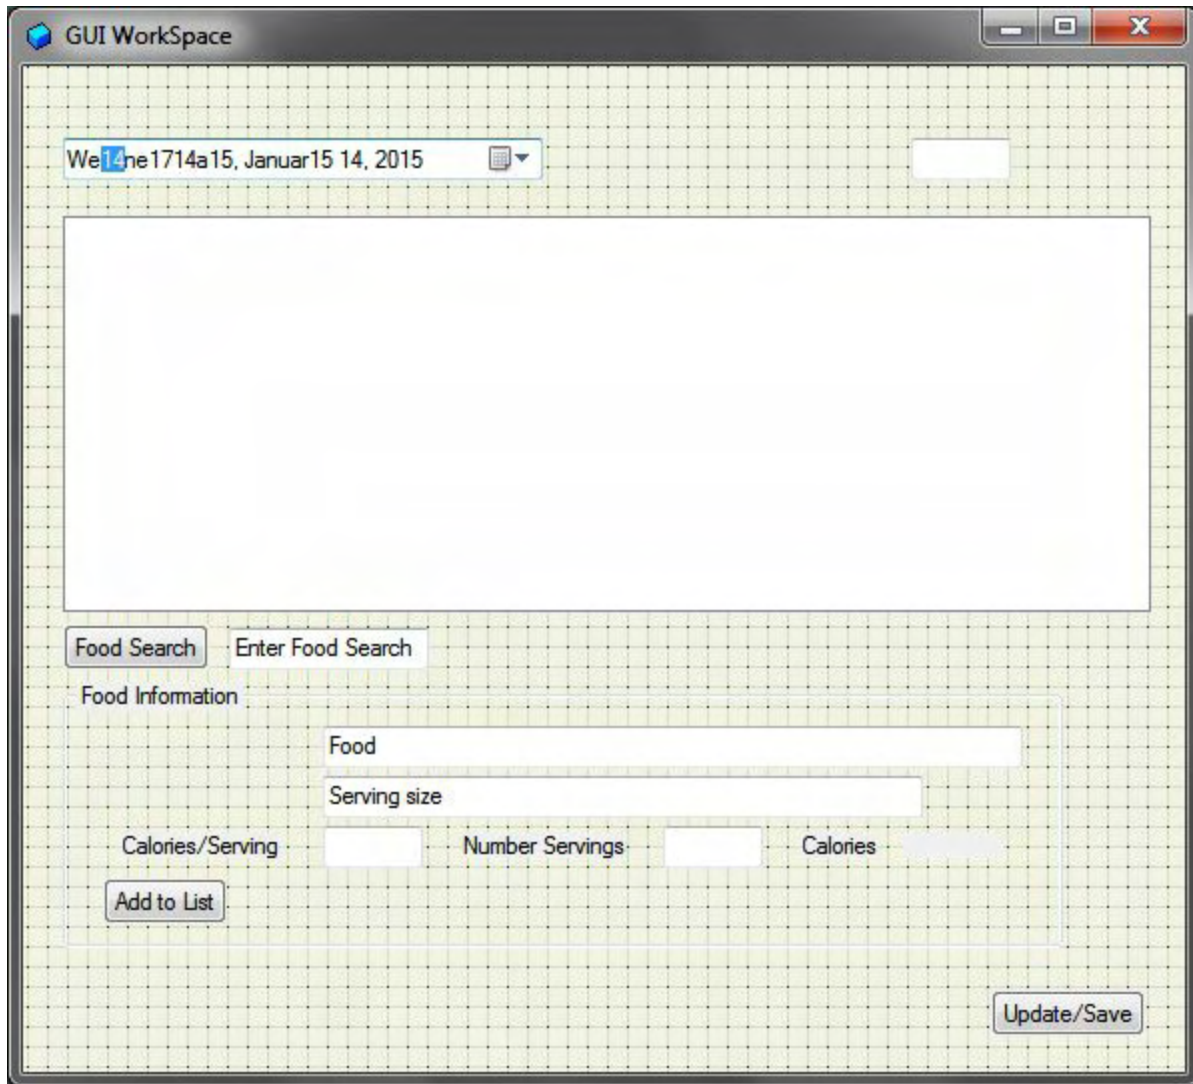 GUI WorkSpace
We14ne1714a15, Januar15 14, 2015
Food Search Enter Food Search
Food Information
Food
Serving size
Calories/Serving Number Servings Calories
Add to List
Update/Save